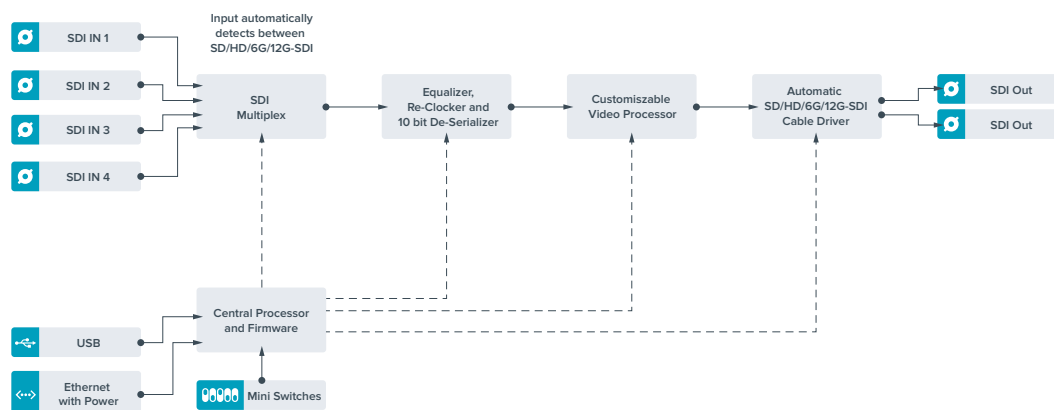 Input automatically
detects between
SD/HD/6G/12G-SDI
SDI IN 1
SDI IN 2
SDI IN 3
SDI IN 4
SDI
Multiplex
Equalizer,
Re-Clocker and
10 bit De-Serializer
Customiszable
Video Processor
Automatic
SD/HD/6G/12G-SDI
Cable Driver
SDI Out
SDI Out
Central Processor
and Firmware
USB
Ethernet
with Power
Mini Switches